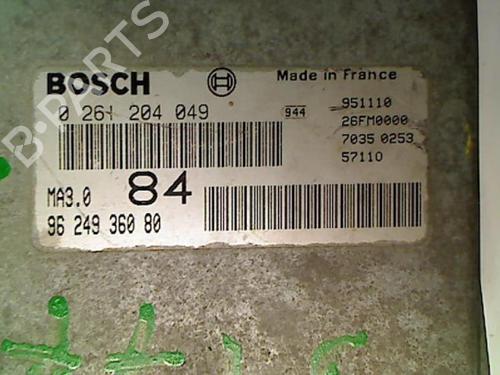 B-PARTS
BOSCH Made in France
0 261 204 049 944 951110
26FM0000
7035 0253
57110
MA3.0 84
96 249 360 80